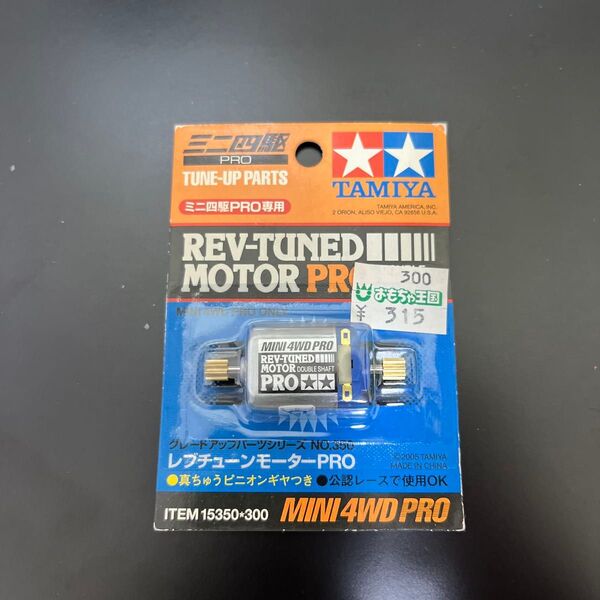 ミニ四駆
PRO
TUNE-UP PARTS
ミニ四駆PRO専用
TAMIYA
TAMIYA AMERICA, INC.
2 ORION, ALISO VIEJO, CA 92656 U.S.A.
REV-TUNED
MOTOR PRO
300
おもちゃ王国
¥ 315
MINI 4WD PRO ONLY
MINI 4WD PRO
REV-TUNED
MOTOR DOUBLE SHAFT
PRO
グレードアップパーツシリーズ NO.350
レブチューンモーターPRO
©2005 TAMIYA
MADE IN CHINA
●真ちゅうピニオンギヤつき ●公認レースで使用OK
ITEM 15350*300
MINI 4WD PRO